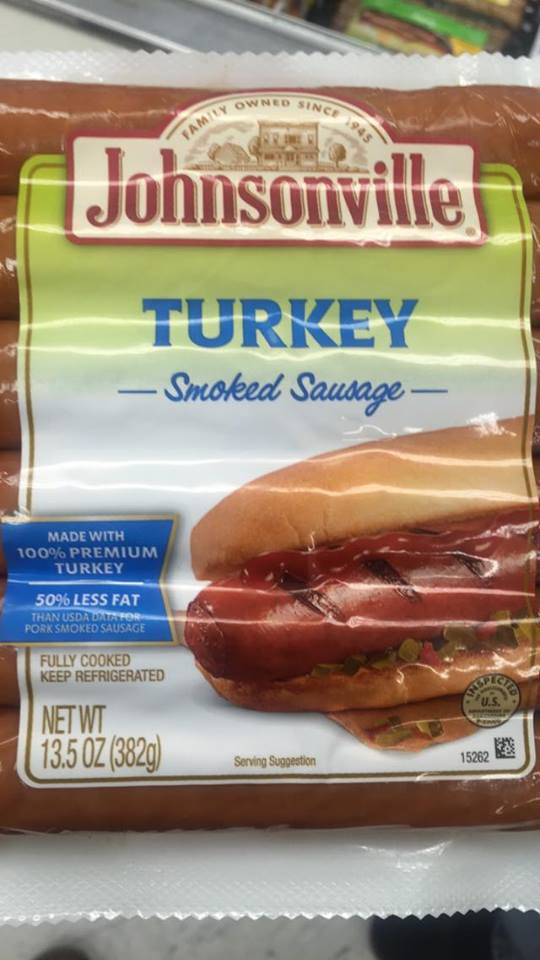 FAMILY OWNED SINCE 1945
Johnsonville
TURKEY
Smoked Sausage
MADE WITH
100% PREMIUM
TURKEY
50% LESS FAT
THAN USDA DATA FOR
PORK SMOKED SAUSAGE
FULLY COOKED
KEEP REFRIGERATED
NET WT
13.5 OZ (382g)
Serving Suggestion
INSPECTED
U.S.
15262